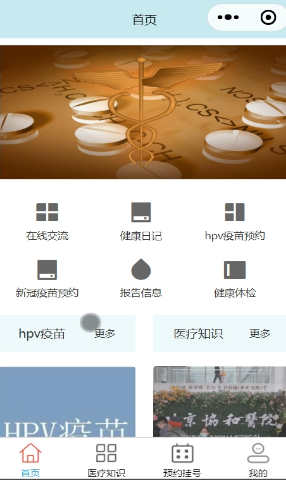 首页
在线交流
健康日记
hpv疫苗预约
新冠疫苗预约
报告信息
健康体检
hpv疫苗
更多
医疗知识
更多
HPV疫苗
京协和医院
首页
医疗知识
预约挂号
我的